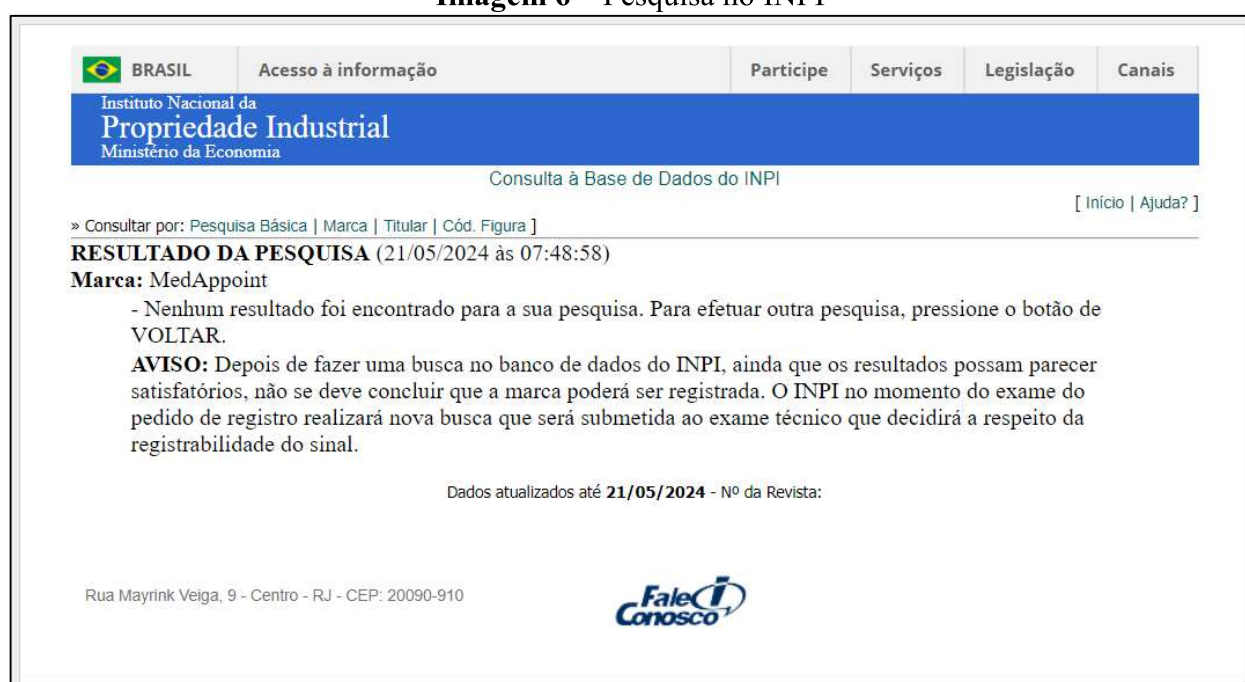 Imagem 6 – Pesquisa no INPI
BRASIL Acesso à informação Participe Serviços Legislação Canais
Instituto Nacional da
Propriedade Industrial
Ministério da Economia
Consulta à Base de Dados do INPI
[ Início | Ajuda? ]
» Consultar por: Pesquisa Básica | Marca | Titular | Cód. Figura ]
RESULTADO DA PESQUISA (21/05/2024 às 07:48:58)
Marca: MedAppoint
- Nenhum resultado foi encontrado para a sua pesquisa. Para efetuar outra pesquisa, pressione o botão de
VOLTAR.
AVISO: Depois de fazer uma busca no banco de dados do INPI, ainda que os resultados possam parecer
satisfatórios, não se deve concluir que a marca poderá ser registrada. O INPI no momento do exame do
pedido de registro realizará nova busca que será submetida ao exame técnico que decidirá a respeito da
registrabilidade do sinal.
Dados atualizados até 21/05/2024 - Nº da Revista:
Rua Mayrink Veiga, 9 - Centro - RJ - CEP: 20090-910
Fale
Conosco